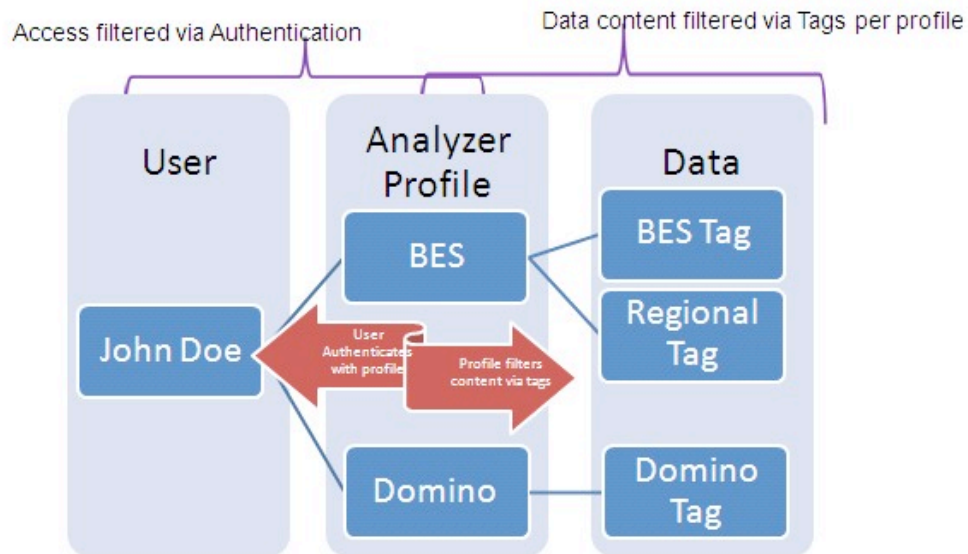 Access filtered via Authentication
Data content filtered via Tags per profile
User
Analyzer
Profile
Data
BES
BES Tag
Regional
Tag
John Doe
User
Authenticates
with profile
Profile filters
content via tags
Domino
Domino
Tag